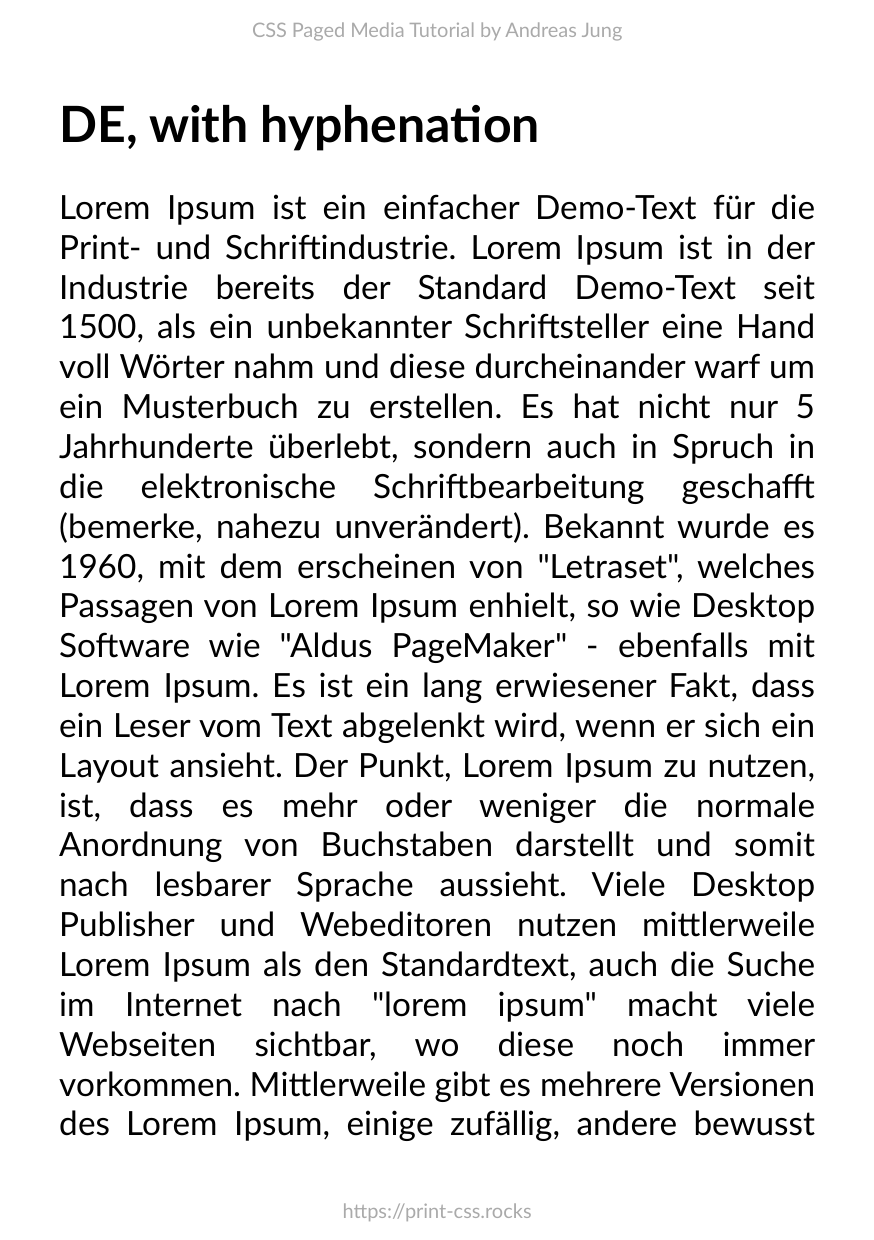 CSS Paged Media Tutorial by Andreas Jung
DE, with hyphenation
Lorem Ipsum ist ein einfacher Demo-Text für die
Print- und Schriftindustrie. Lorem Ipsum ist in der
Industrie bereits der Standard Demo-Text seit
1500, als ein unbekannter Schriftsteller eine Hand
voll Wörter nahm und diese durcheinander warf um
ein Musterbuch zu erstellen. Es hat nicht nur 5
Jahrhunderte überlebt, sondern auch in Spruch in
die elektronische Schriftbearbeitung geschafft
(bemerke, nahezu unverändert). Bekannt wurde es
1960, mit dem erscheinen von "Letraset", welches
Passagen von Lorem Ipsum enhielt, so wie Desktop
Software wie "Aldus PageMaker" - ebenfalls mit
Lorem Ipsum. Es ist ein lang erwiesener Fakt, dass
ein Leser vom Text abgelenkt wird, wenn er sich ein
Layout ansieht. Der Punkt, Lorem Ipsum zu nutzen,
ist, dass es mehr oder weniger die normale
Anordnung von Buchstaben darstellt und somit
nach lesbarer Sprache aussieht. Viele Desktop
Publisher und Webeditoren nutzen mittlerweile
Lorem Ipsum als den Standardtext, auch die Suche
im Internet nach "lorem ipsum" macht viele
Webseiten sichtbar, wo diese noch immer
vorkommen. Mittlerweile gibt es mehrere Versionen
des Lorem Ipsum, einige zufällig, andere bewusst
https://print-css.rocks